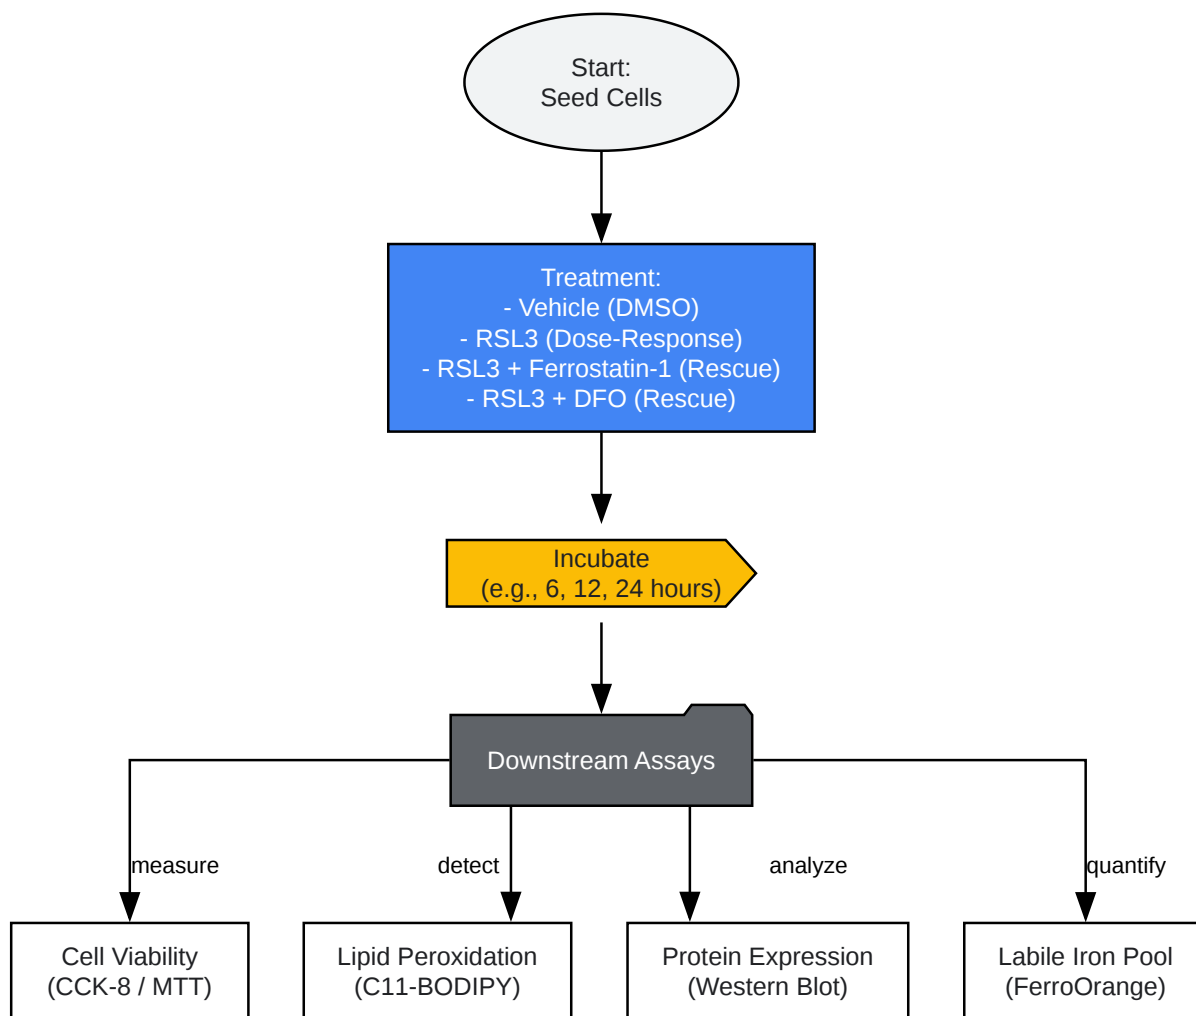 Start:
Seed Cells
Treatment:
- Vehicle (DMSO)
- RSL3 (Dose-Response)
- RSL3 + Ferrostatin-1 (Rescue)
- RSL3 + DFO (Rescue)
Incubate
(e.g., 6, 12, 24 hours)
Downstream Assays
measure
detect
analyze
quantify
Cell Viability
(CCK-8 / MTT)
Lipid Peroxidation
(C11-BODIPY)
Protein Expression
(Western Blot)
Labile Iron Pool
(FerroOrange)